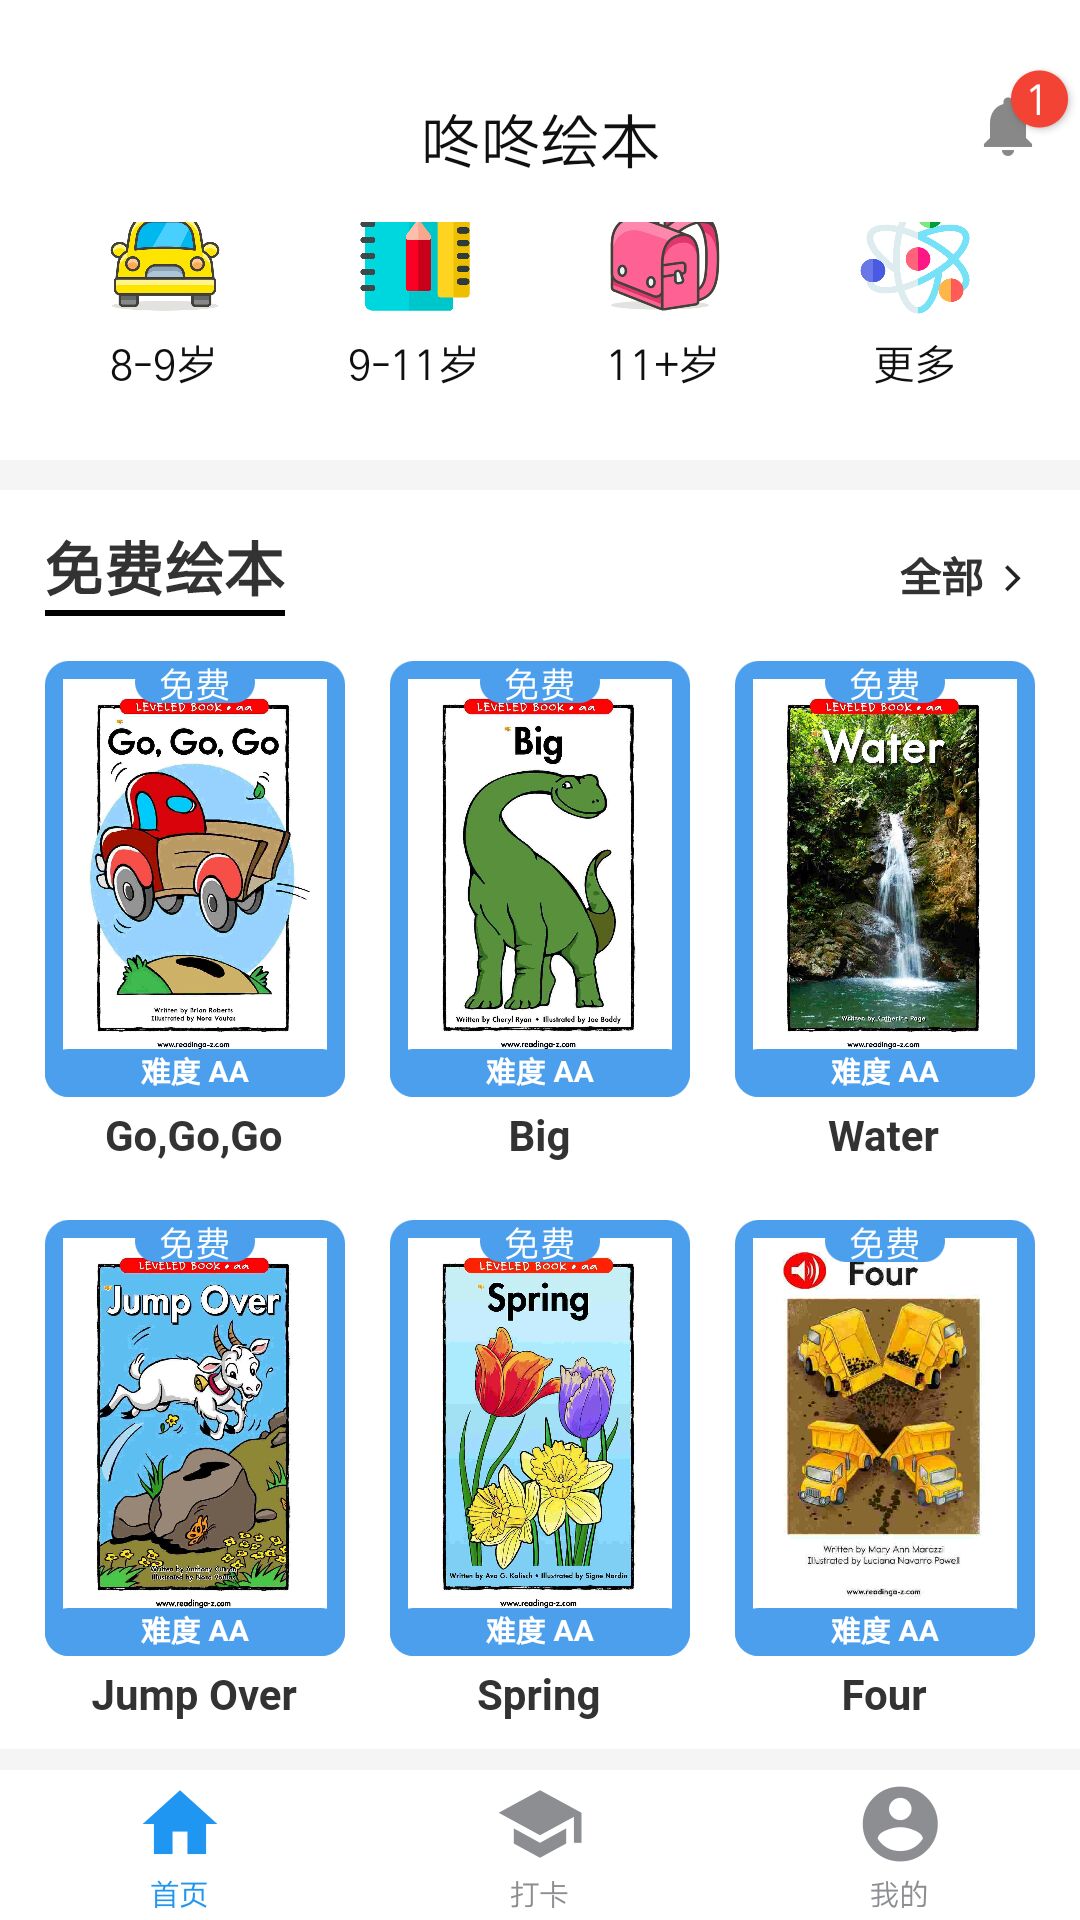 咚咚绘本
1
8-9岁
9-11岁
11+岁
更多
免费绘本
全部
免费
LEVELED BOOK • aa
Go, Go, Go
Written by Brian Roberts
Illustrated by Nora Voutas
www.readinga-z.com
难度 AA
Go,Go,Go
免费
LEVELED BOOK • aa
Big
Written by Cheryl Ryan • Illustrated by Joe Boddy
www.readinga-z.com
难度 AA
Big
免费
LEVELED BOOK • aa
Water
Written by Catherine Page
www.readinga-z.com
难度 AA
Water
免费
LEVELED BOOK • aa
Jump Over
www.readinga-z.com
难度 AA
Jump Over
免费
LEVELED BOOK • aa
Spring
Written by Ava G. Kalisch • Illustrated by Signe Nordin
www.readinga-z.com
难度 AA
Spring
免费
Four
Written by Mary Ann Marazzi
Illustrated by Luciana Navarro Powell
www.readinga-z.com
难度 AA
Four
首页
打卡
我的